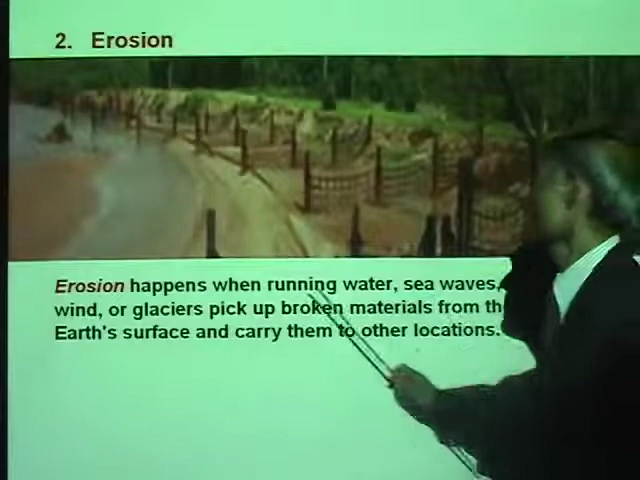 2. Erosion
Erosion happens when running water, sea waves,
wind, or glaciers pick up broken materials from th
Earth's surface and carry them to other locations.